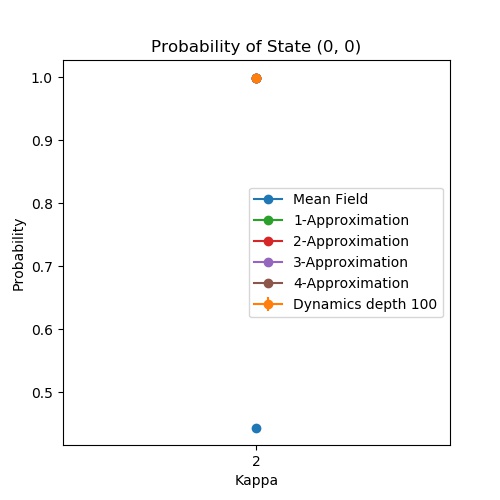 Probability of State (0, 0)
1.0
0.9
0.8
0.7
0.6
0.5
Probability
Mean Field
1-Approximation
2-Approximation
3-Approximation
4-Approximation
Dynamics depth 100
2
Kappa